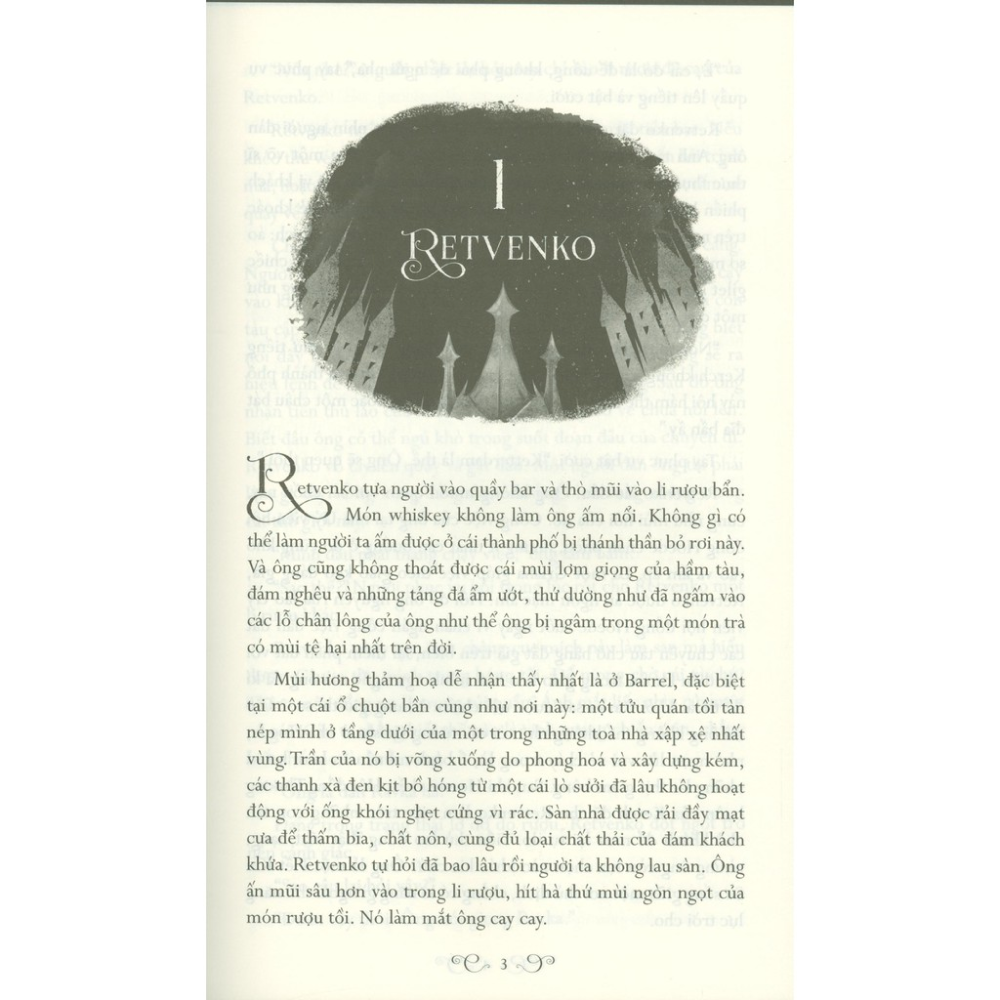 1
RETVENKO
Retvenko tựa người vào quầy bar và thò mũi vào li rượu bẩn.
Món whiskey không làm ông ấm nổi. Không gì có
thể làm người ta ấm được ở cái thành phố bị thánh thần bỏ rơi này.
Và ông cũng không thoát được cái mùi lợm giọng của hầm tàu,
đám nghêu và những tảng đá ẩm ướt, thứ dường như đã ngấm vào
các lỗ chân lông của ông như thể ông bị ngâm trong một món trà
có mùi tệ hại nhất trên đời.
Mùi hương thảm hoạ dễ nhận thấy nhất là ở Barrel, đặc biệt
tại một cái ổ chuột bần cùng như nơi này: một tửu quán tồi tàn
nép mình ở tầng dưới của một trong những toà nhà xập xệ nhất
vùng. Trần của nó bị võng xuống do phong hoá và xây dựng kém,
các thanh xà đen kịt bồ hóng từ một cái lò sưởi đã lâu không hoạt
động với ống khói nghẹt cứng vì rác. Sàn nhà được rải đầy mạt
cưa để thấm bia, chất nôn, cùng đủ loại chất thải của đám khách
khứa. Retvenko tự hỏi đã bao lâu rồi người ta không lau sàn. Ông
ấn mũi sâu hơn vào trong li rượu, hít hà thứ mùi ngòn ngọt của
món rượu tồi. Nó làm mắt ông cay cay.
3